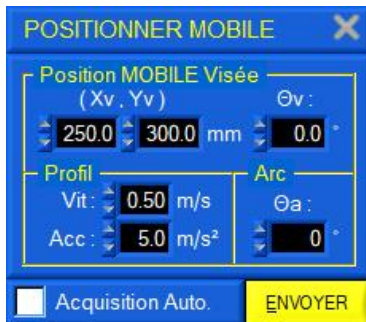 POSITIONNER MOBILE
Position MOBILE Visée
( Xv , Yv ) Θv :
250.0 300.0 mm 0.0 °
Profil Arc
Vit : 0.50 m/s Θa :
Acc : 5.0 m/s² 0 °
Acquisition Auto. ENVOYER